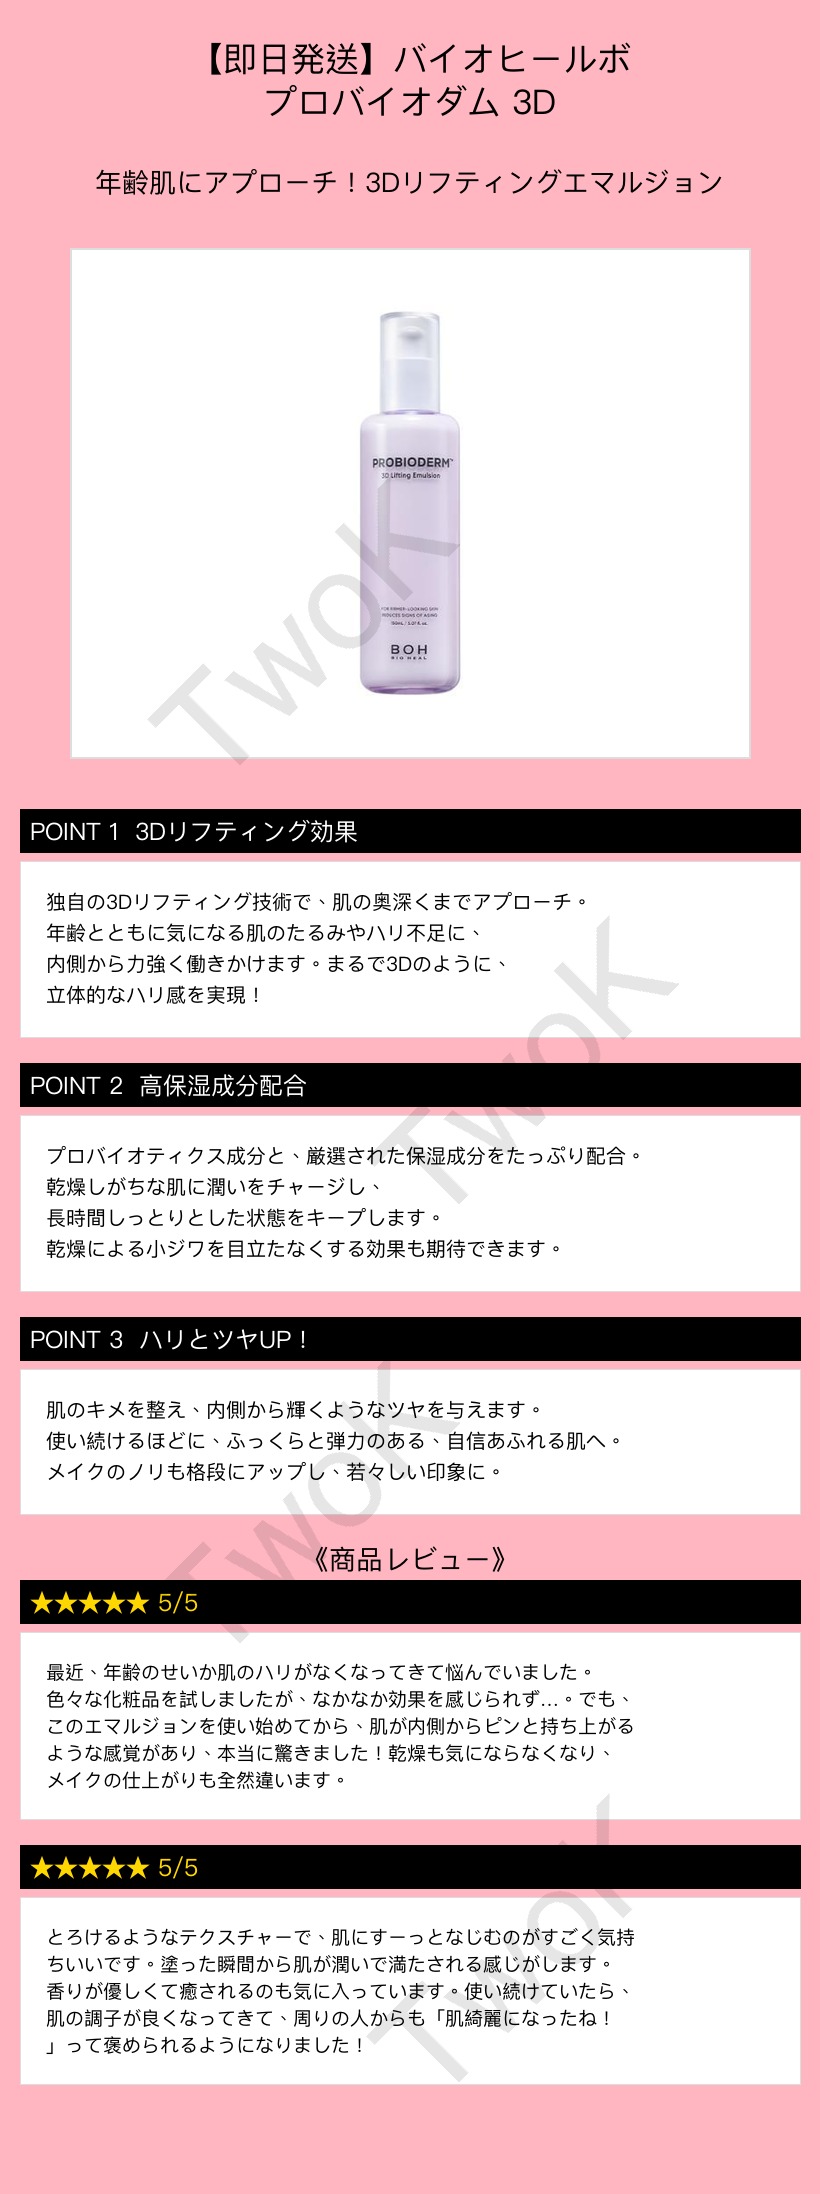 【即日発送】バイオヒールボ
プロバイオダム 3D
年齢肌にアプローチ！3Dリフティングエマルジョン
PROBIODERM™
3D Lifting Emulsion
FOR FIRMER-LOOKING SKIN
REDUCES SIGNS OF AGING
150mL / 5.07 fl. oz.
BOH
BIO HEAL
TwoK
POINT 1 3Dリフティング効果
独自の3Dリフティング技術で、肌の奥深くまでアプローチ。
年齢とともに気になる肌のたるみやハリ不足に、
内側から力強く働きかけます。まるで3Dのように、
立体的なハリ感を実現！
TwoK
POINT 2 高保湿成分配合
プロバイオティクス成分と、厳選された保湿成分をたっぷり配合。
乾燥しがちな肌に潤いをチャージし、
長時間しっとりとした状態をキープします。
乾燥による小ジワを目立たなくする効果も期待できます。
POINT 3 ハリとツヤUP！
肌のキメを整え、内側から輝くようなツヤを与えます。
使い続けるほどに、ふっくらと弾力のある、自信あふれる肌へ。
メイクのノリも格段にアップし、若々しい印象に。
TwoK
《商品レビュー》
★★★★★ 5/5
最近、年齢のせいか肌のハリがなくなってきて悩んでいました。
色々な化粧品を試しましたが、なかなか効果を感じられず…。でも、
このエマルジョンを使い始めてから、肌が内側からピンと持ち上がる
ような感覚があり、本当に驚きました！乾燥も気にならなくなり、
メイクの仕上がりも全然違います。
★★★★★ 5/5
とろけるようなテクスチャーで、肌にすーっとなじむのがすごく気持
ちいいです。塗った瞬間から肌が潤いで満たされる感じがします。
香りが優しくて癒されるのも気に入っています。使い続けていたら、
肌の調子が良くなってきて、周りの人からも「肌綺麗になったね！
」って褒められるようになりました！
TwoK